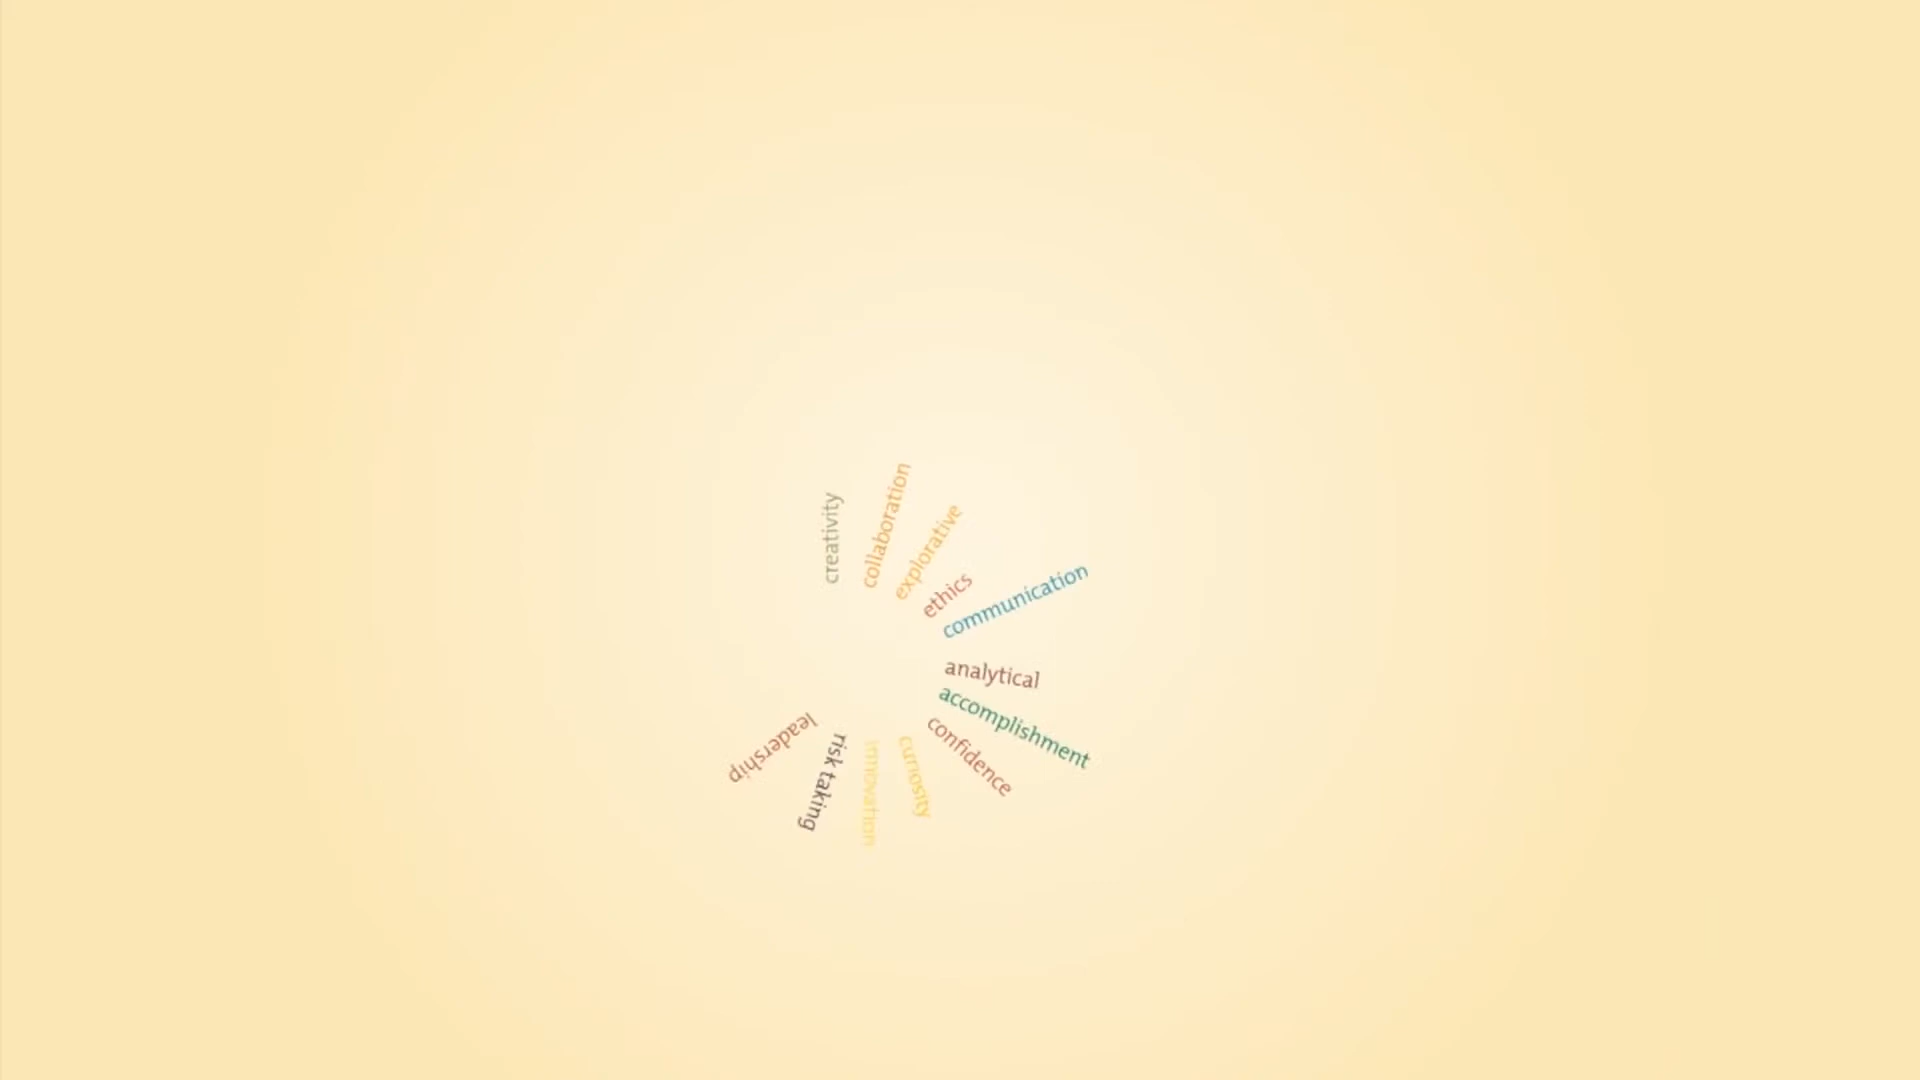 creativity
collaboration
explorative
ethics
communication
analytical
accomplishment
confidence
curiosity
innovation
risk taking
leadership